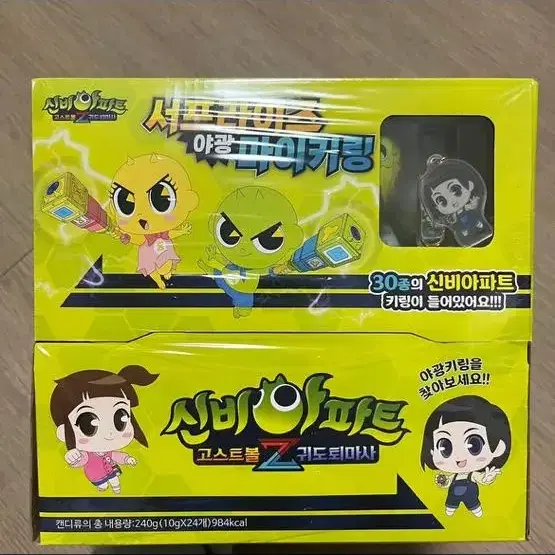 신비아파트
고스트볼Z귀도퇴마사
서프라이즈
야광 파이커링
30종의 신비아파트
키링이 들어있어요!!!
야광키링을
찾아보세요!!
신비아파트
고스트볼Z귀도퇴마사
캔디류의 총 내용량:240g(10gX24개)984kcal